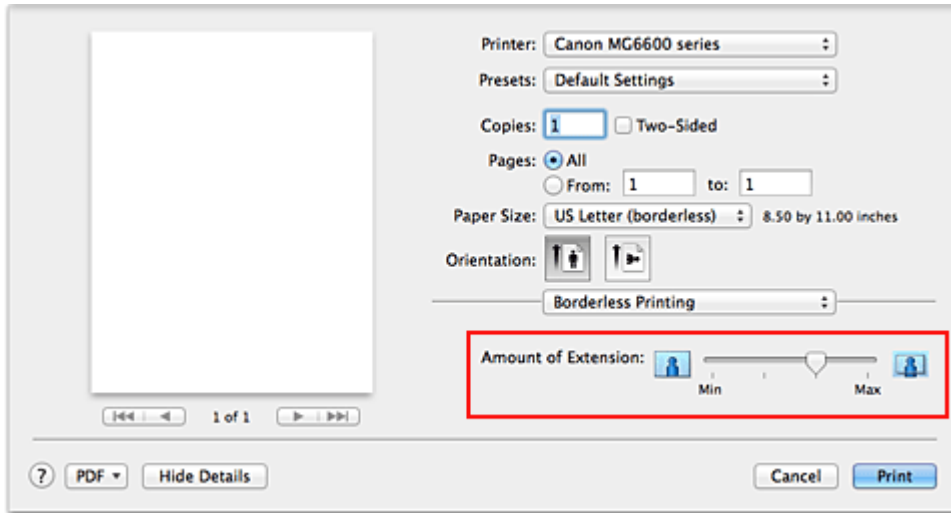 Printer: Canon MG6600 series
Presets: Default Settings
Copies: 1 Two-Sided
Pages: All
From: 1 to: 1
Paper Size: US Letter (borderless) 8.50 by 11.00 inches
Orientation:
Borderless Printing
Amount of Extension:
Min Max
1 of 1
? PDF Hide Details Cancel Print